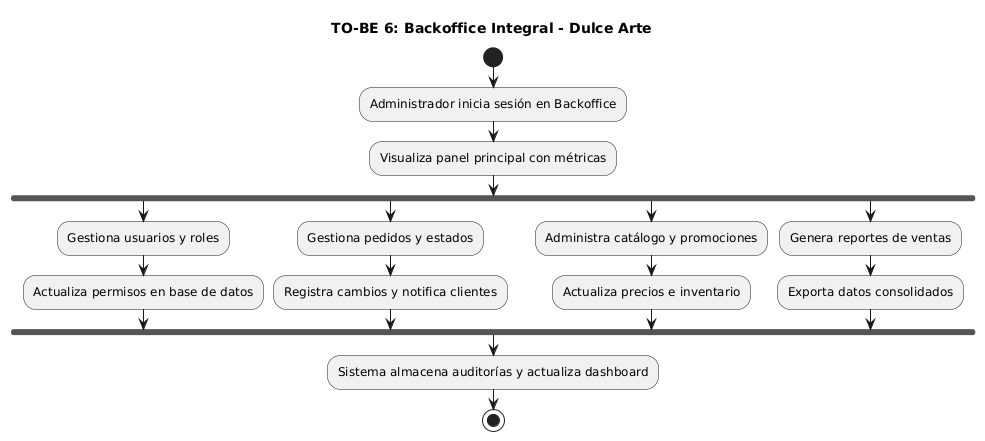 TO-BE 6: Backoffice Integral - Dulce Arte
Administrador inicia sesión en Backoffice
Visualiza panel principal con métricas
Gestiona usuarios y roles
Actualiza permisos en base de datos
Gestiona pedidos y estados
Registra cambios y notifica clientes
Administra catálogo y promociones
Actualiza precios e inventario
Genera reportes de ventas
Exporta datos consolidados
Sistema almacena auditorías y actualiza dashboard